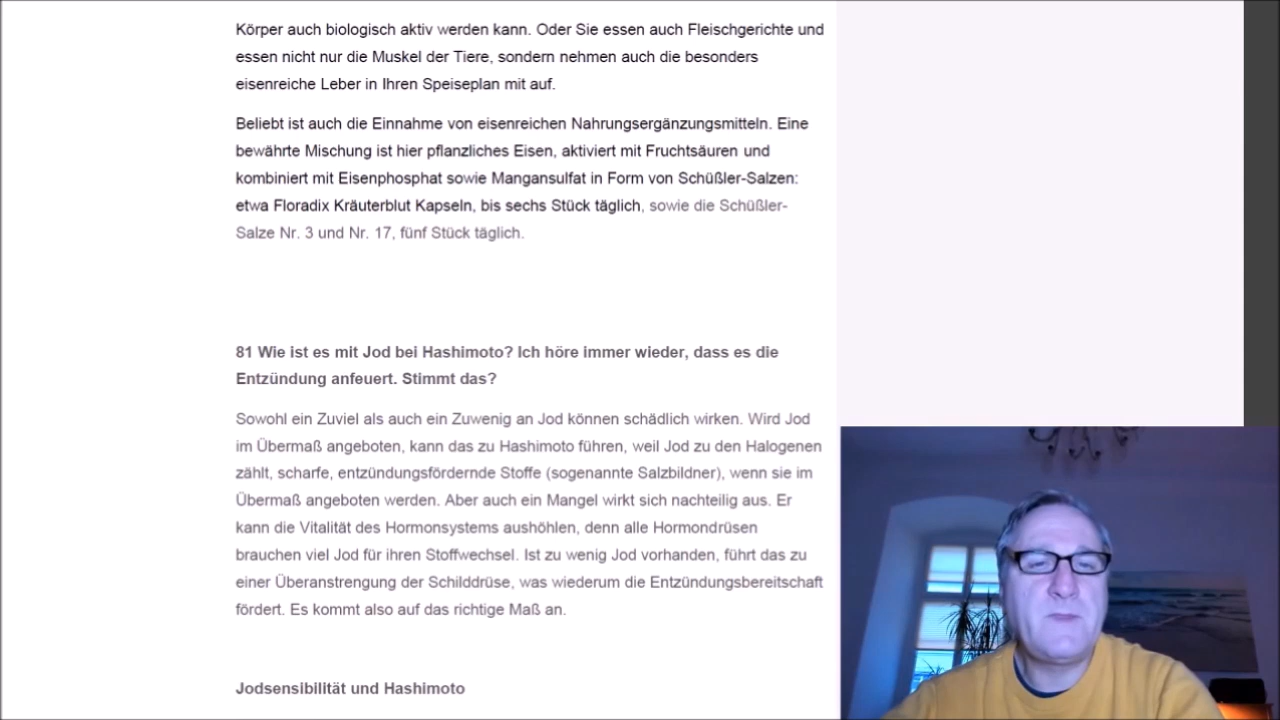 Körper auch biologisch aktiv werden kann. Oder Sie essen auch Fleischgerichte und
essen nicht nur die Muskel der Tiere, sondern nehmen auch die besonders
eisenreiche Leber in Ihren Speiseplan mit auf.
Beliebt ist auch die Einnahme von eisenreichen Nahrungsergänzungsmitteln. Eine
bewährte Mischung ist hier pflanzliches Eisen, aktiviert mit Fruchtsäuren und
kombiniert mit Eisenphosphat sowie Mangansulfat in Form von Schüßler-Salzen:
etwa Floradix Kräuterblut Kapseln, bis sechs Stück täglich, sowie die Schüßler-
Salze Nr. 3 und Nr. 17, fünf Stück täglich.
81 Wie ist es mit Jod bei Hashimoto? Ich höre immer wieder, dass es die
Entzündung anfeuert. Stimmt das?
Sowohl ein Zuviel als auch ein Zuwenig an Jod können schädlich wirken. Wird Jod
im Übermaß angeboten, kann das zu Hashimoto führen, weil Jod zu den Halogenen
zählt, scharfe, entzündungsfördernde Stoffe (sogenannte Salzbildner), wenn sie im
Übermaß angeboten werden. Aber auch ein Mangel wirkt sich nachteilig aus. Er
kann die Vitalität des Hormonsystems aushöhlen, denn alle Hormondrüsen
brauchen viel Jod für ihren Stoffwechsel. Ist zu wenig Jod vorhanden, führt das zu
einer Überanstrengung der Schilddrüse, was wiederum die Entzündungsbereitschaft
fördert. Es kommt also auf das richtige Maß an.
Jodsensibilität und Hashimoto